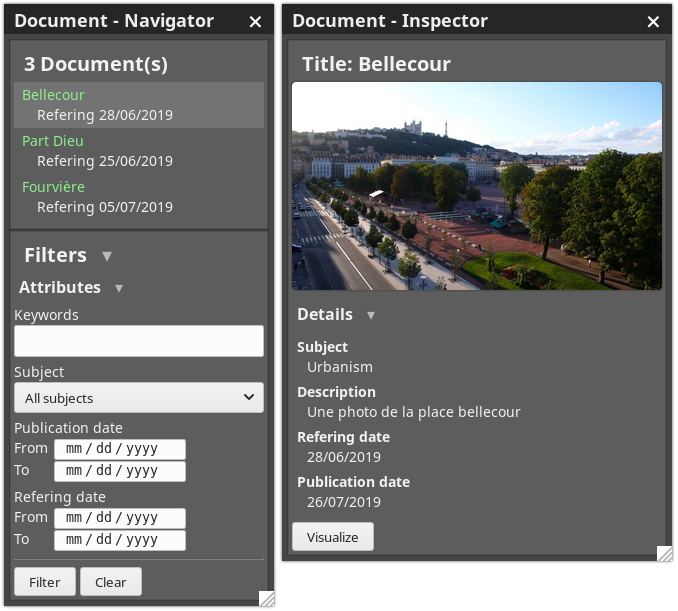 Document - Navigator
3 Document(s)
Bellecour
Refering 28/06/2019
Part Dieu
Refering 25/06/2019
Fourvière
Refering 05/07/2019
Filters ▼
Attributes ▼
Keywords
Subject
All subjects
Publication date
From mm / dd / yyyy
To mm / dd / yyyy
Refering date
From mm / dd / yyyy
To mm / dd / yyyy
Filter Clear
Document - Inspector
Title: Bellecour
Details ▼
Subject
Urbanism
Description
Une photo de la place bellecour
Refering date
28/06/2019
Publication date
26/07/2019
Visualize